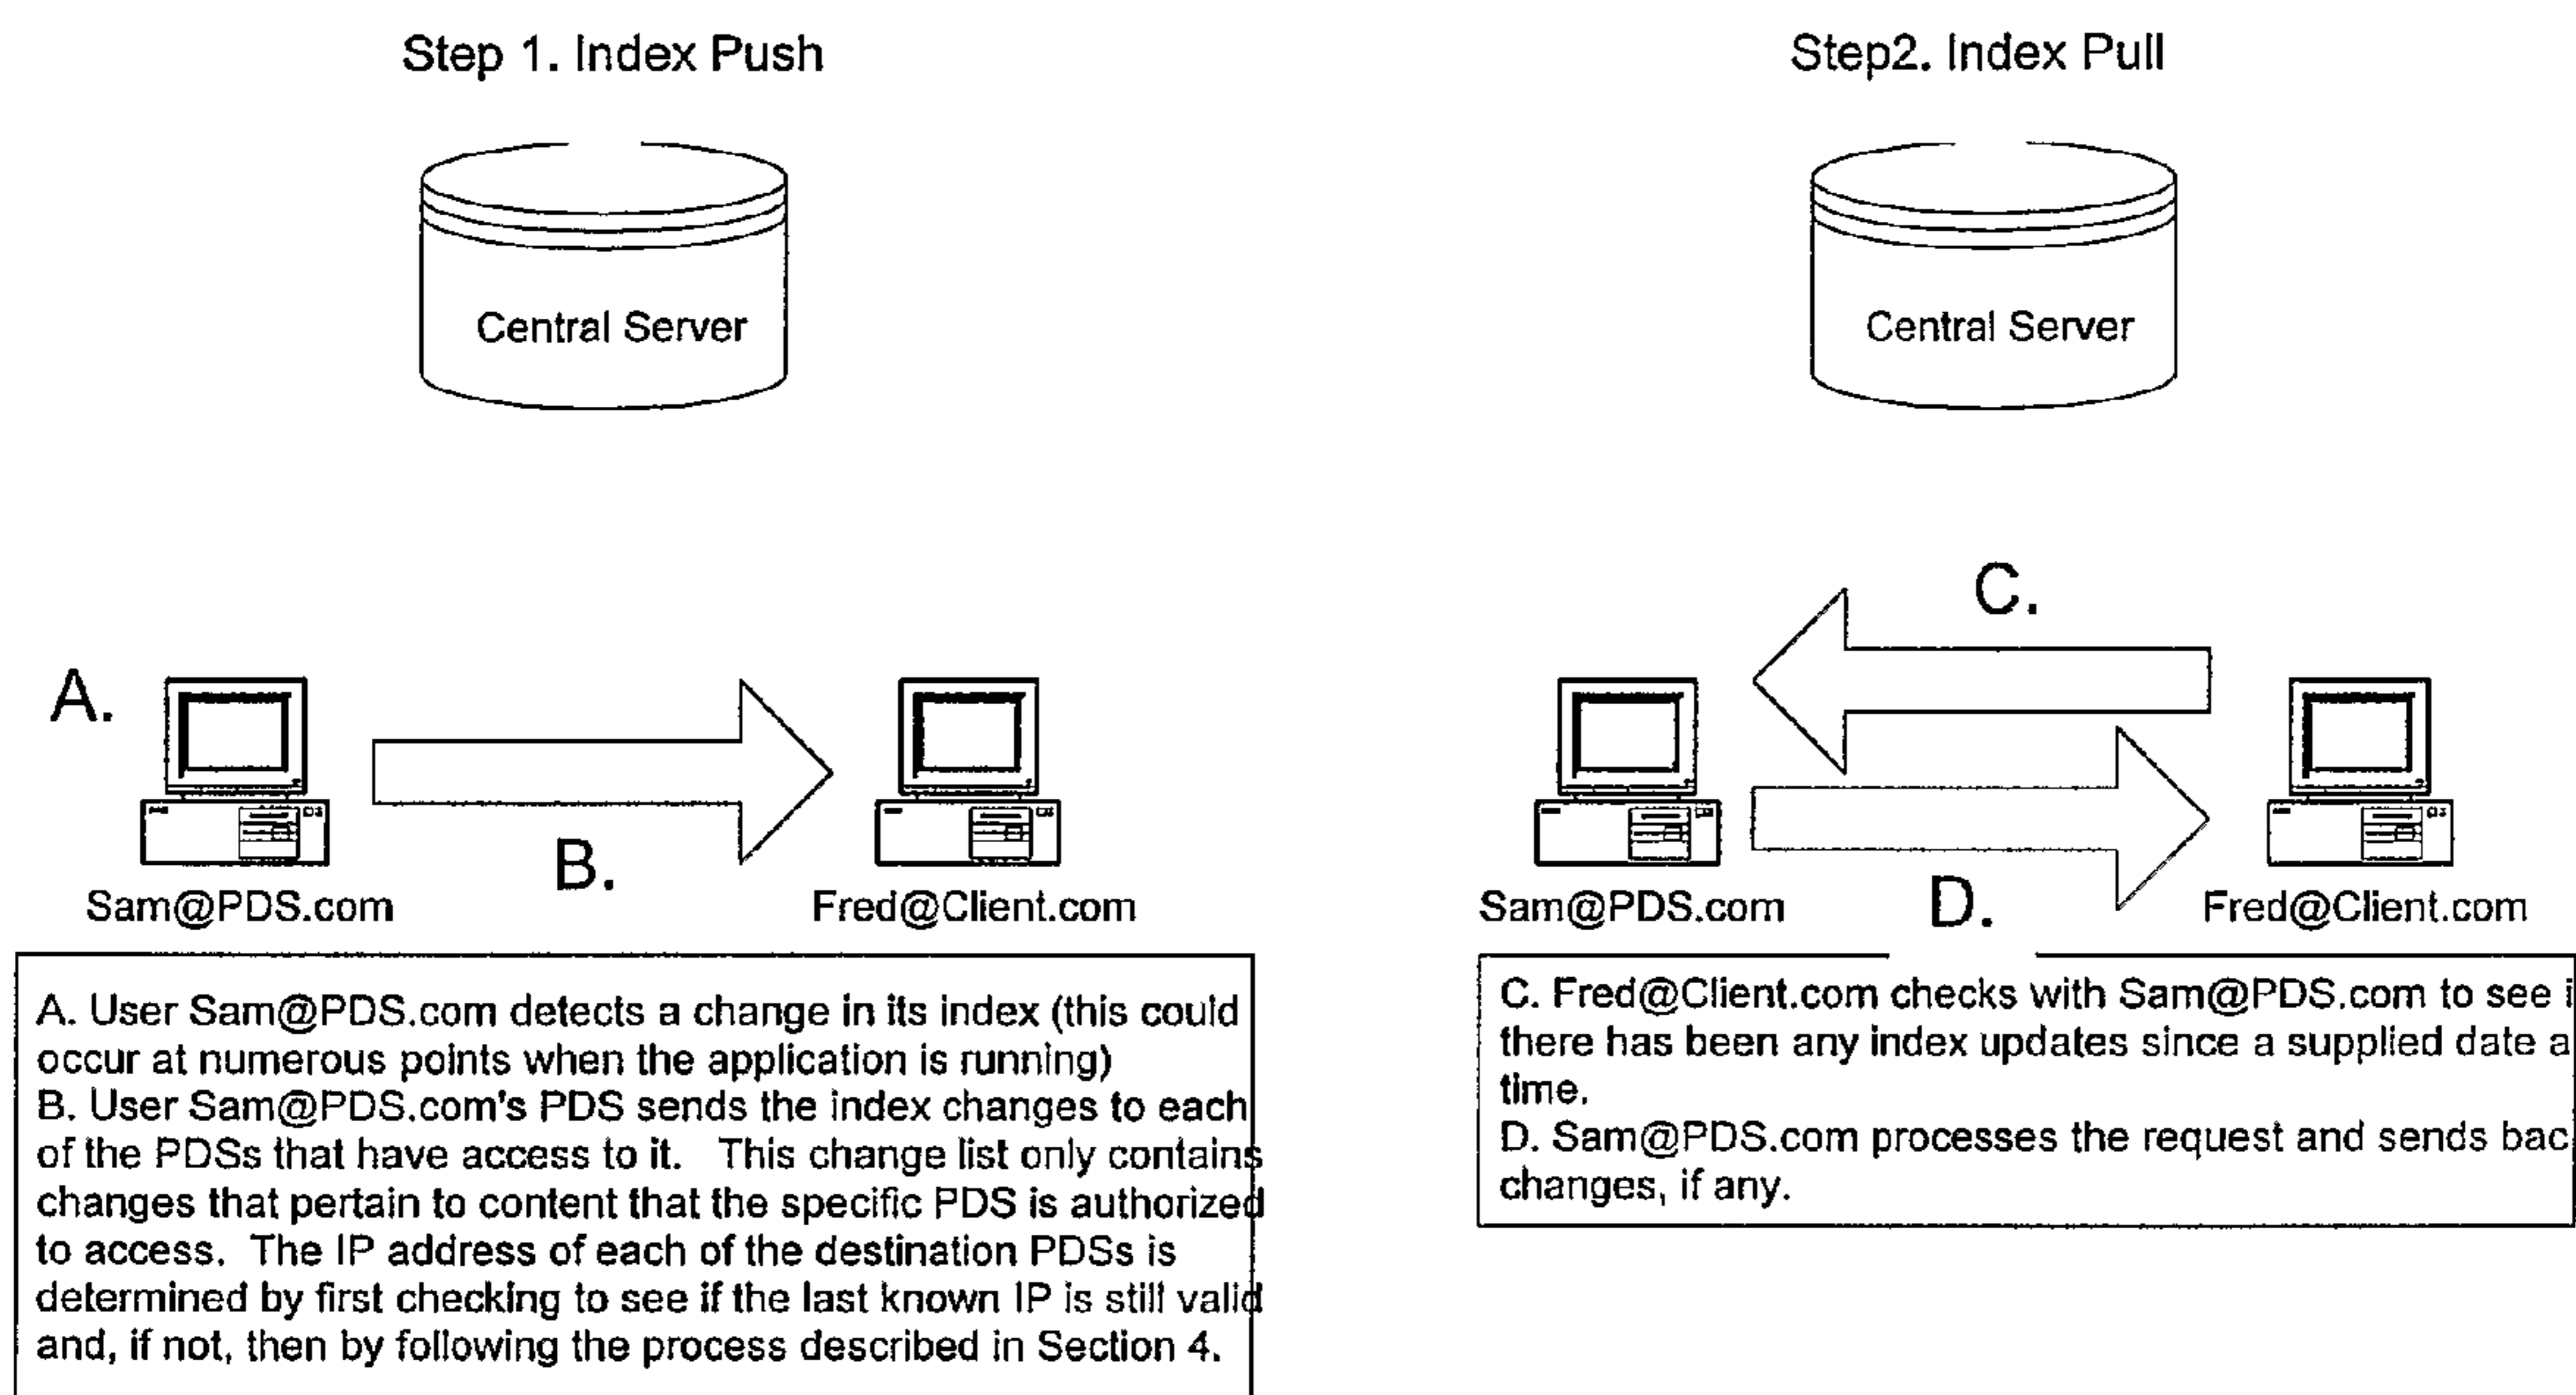 Step 1. Index Push
Central Server
A.
B.
Sam@PDS.com
Fred@Client.com
A. User Sam@PDS.com detects a change in its index (this could
occur at numerous points when the application is running)
B. User Sam@PDS.com's PDS sends the index changes to each
of the PDSs that have access to it. This change list only contains
changes that pertain to content that the specific PDS is authorized
to access. The IP address of each of the destination PDSs is
determined by first checking to see if the last known IP is still valid
and, if not, then by following the process described in Section 4.
Step2. Index Pull
Central Server
C.
D.
Sam@PDS.com
Fred@Client.com
C. Fred@Client.com checks with Sam@PDS.com to see
there has been any index updates since a supplied date
time.
D. Sam@PDS.com processes the request and sends
changes, if any.